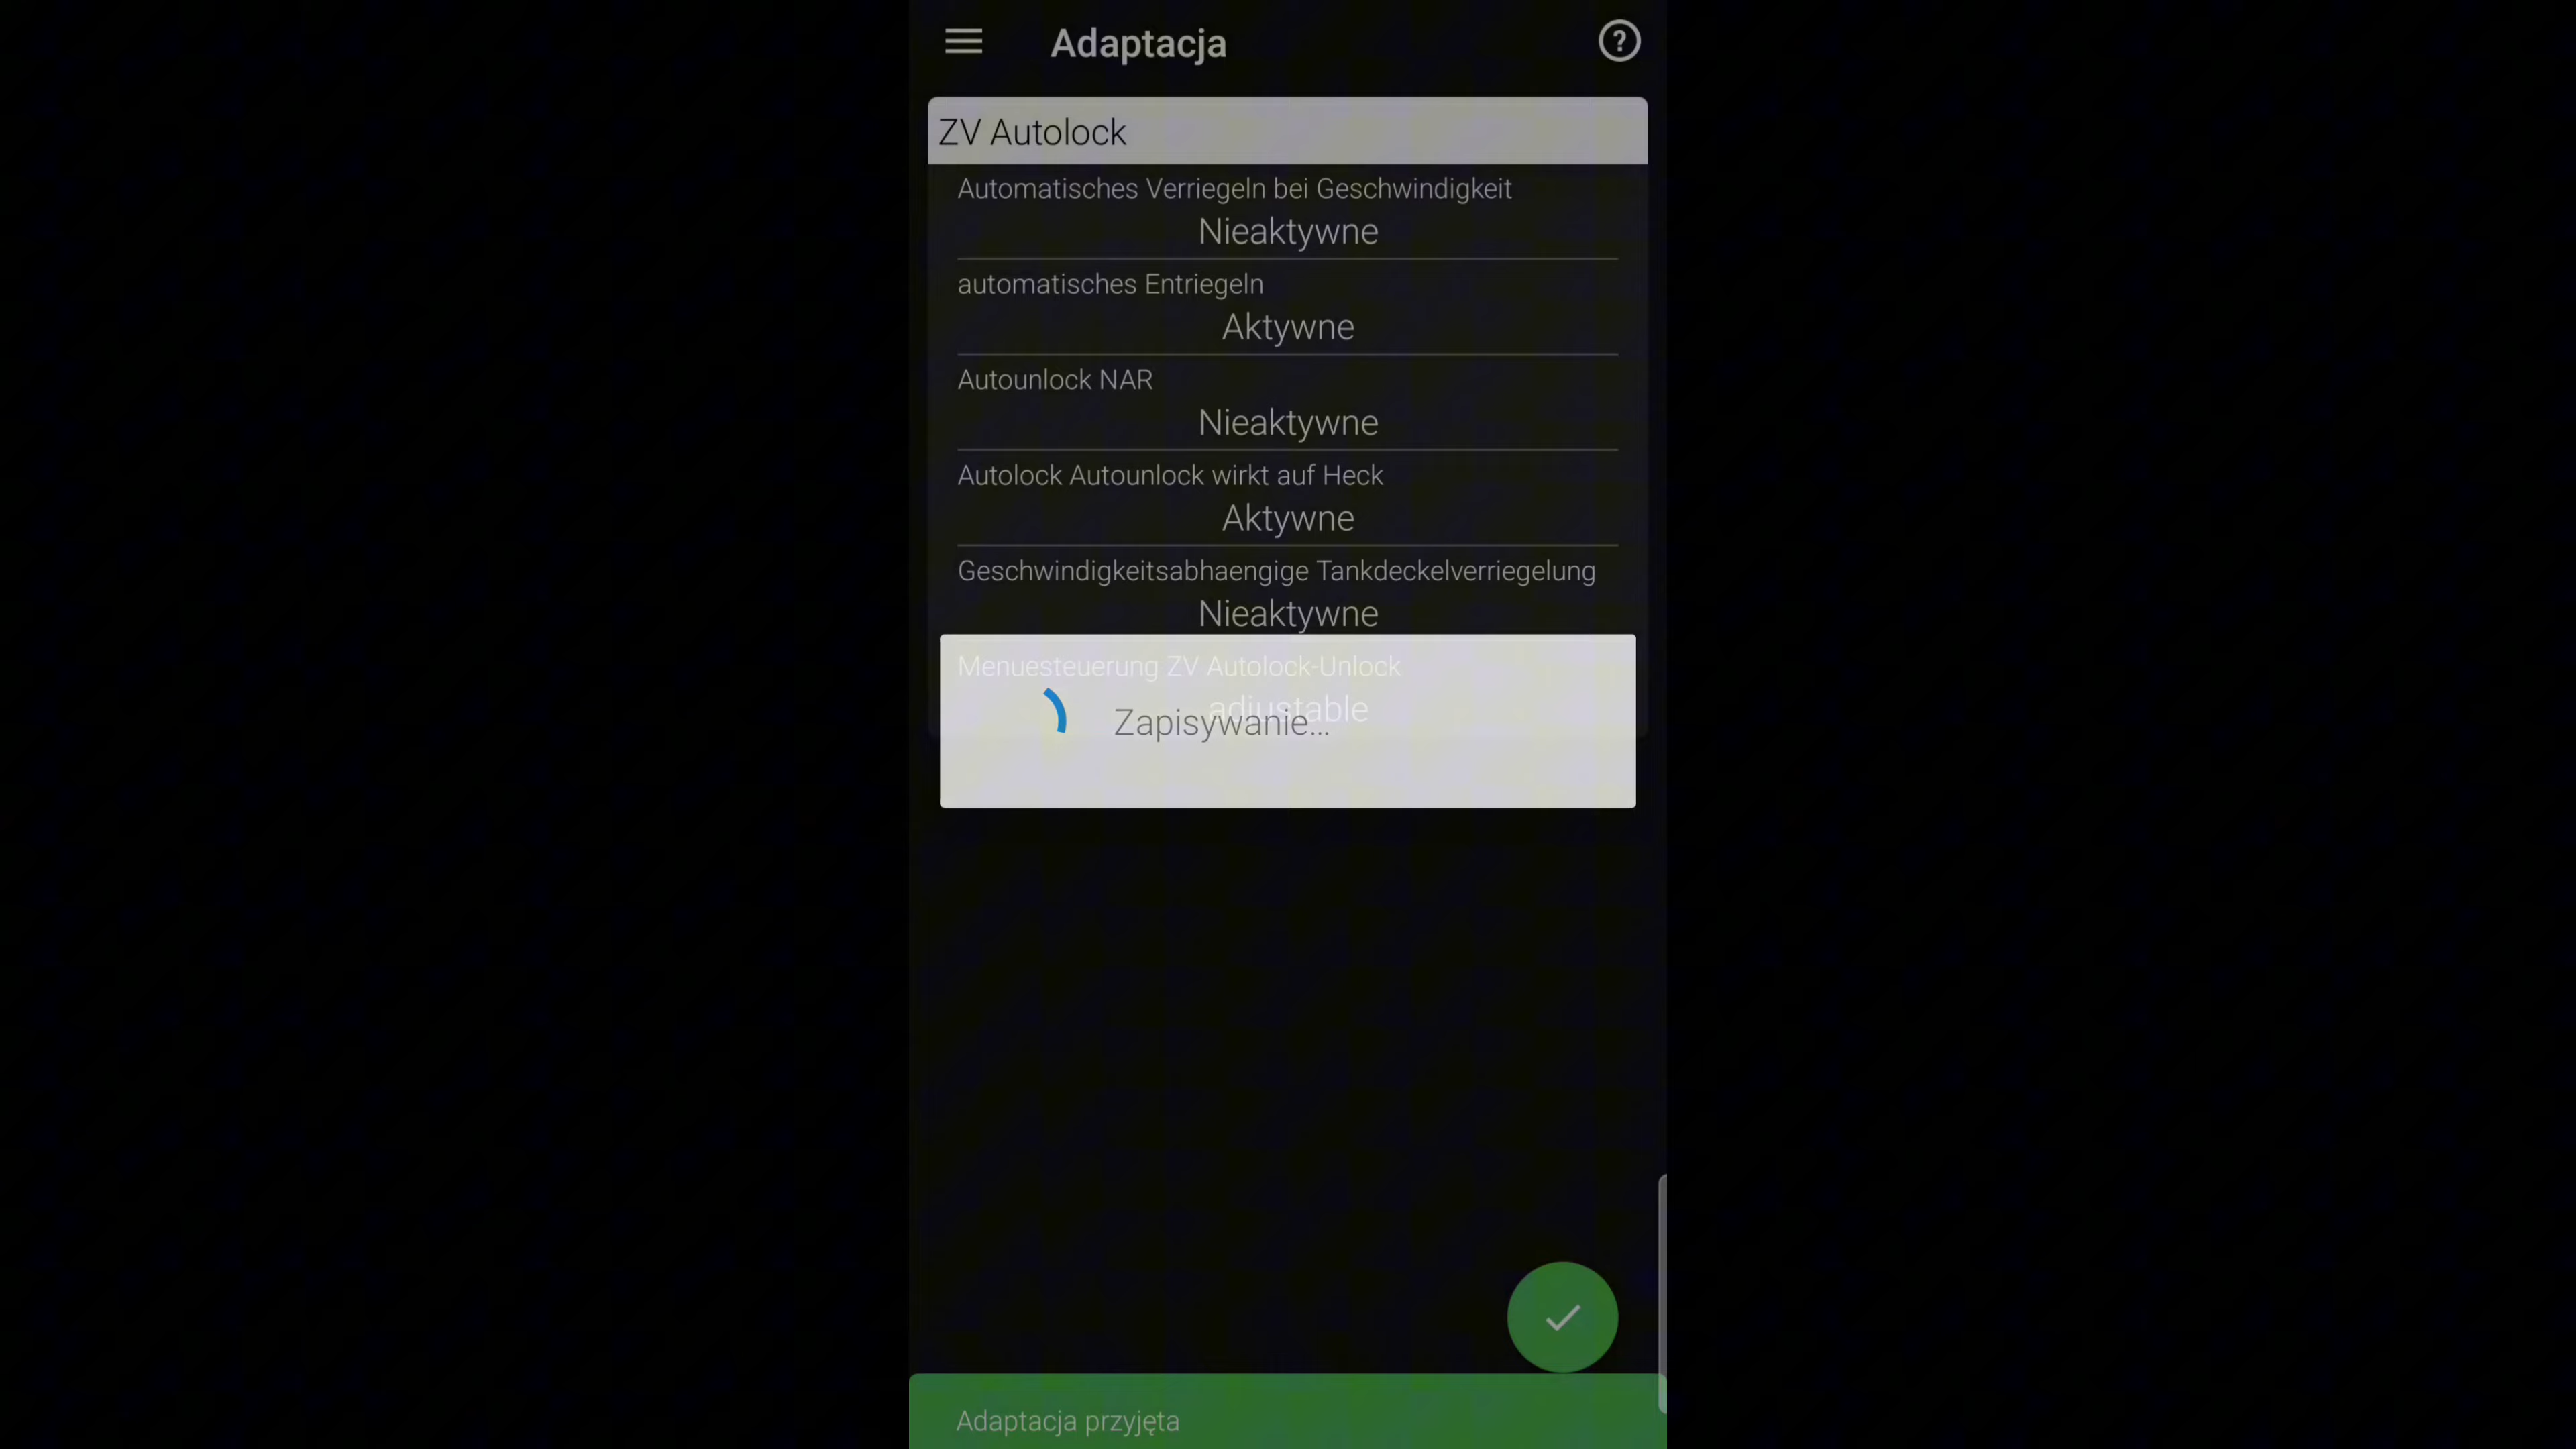 Adaptacja
ZV Autolock
Automatisches Verriegeln bei Geschwindigkeit
Nieaktywne
automatisches Entriegeln
Aktywne
Autounlock NAR
Nieaktywne
Autolock Autounlock wirkt auf Heck
Aktywne
Geschwindigkeitsabhaengige Tankdeckelverriegelung
Nieaktywne
Menuesteuerung ZV Autolock-Unlock
adjustable
Zapisywanie...
Adaptacja przyjęta